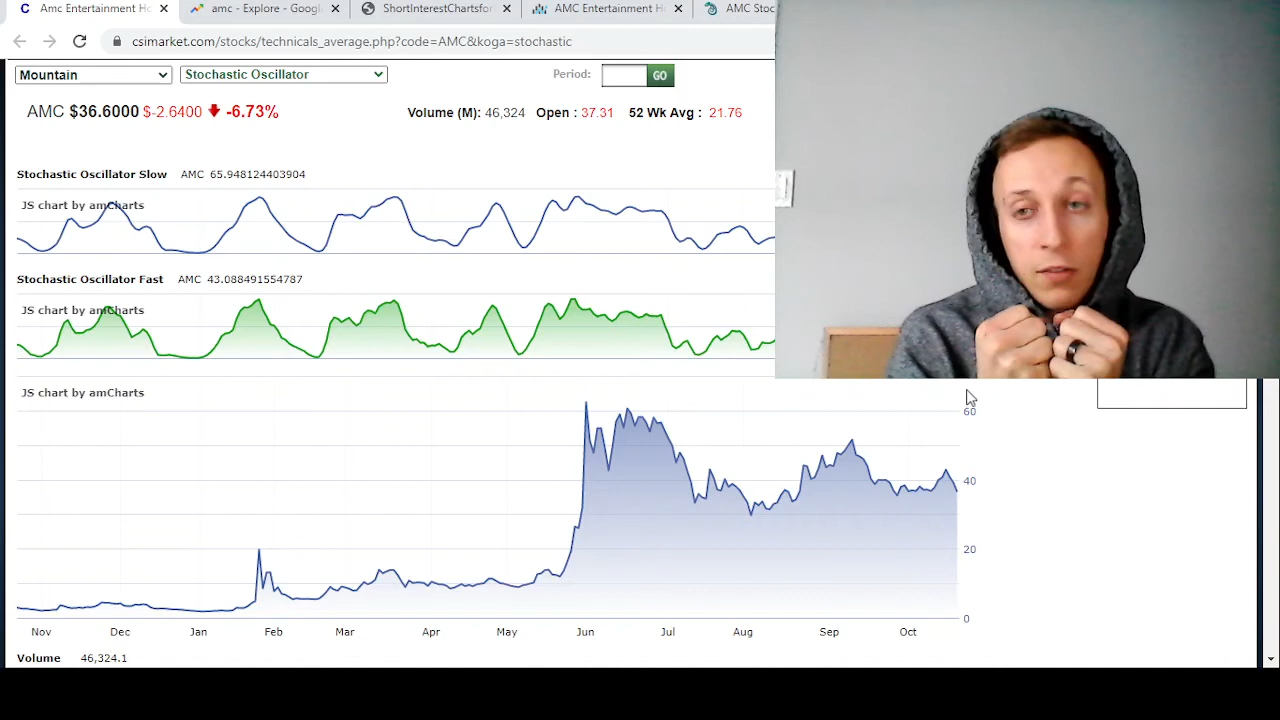 Amc Entertainment H
amc - Explore - Googl
ShortInterestChartsfor
AMC Entertainment H
AMC Stoc
csimarket.com/stocks/technicals_average.php?code=AMC&koga=stochastic
Mountain
Stochastic Oscillator
Period:
GO
AMC $36.6000 $-2.6400 -6.73%
Volume (M): 46,324 Open : 37.31 52 Wk Avg : 21.76
Stochastic Oscillator Slow AMC 65.948124403904
JS chart by amCharts
Stochastic Oscillator Fast AMC 43.088491554787
JS chart by amCharts
JS chart by amCharts
60
40
20
0
Nov Dec Jan Feb Mar Apr May Jun Jul Aug Sep Oct
Volume 46,324.1